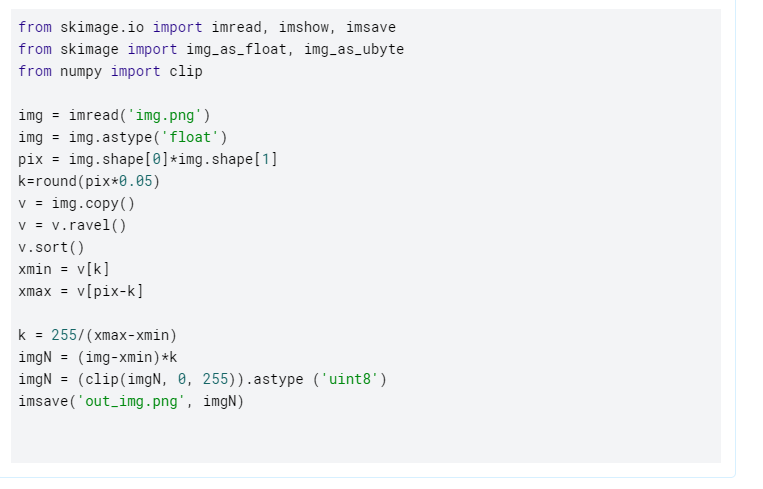 from skimage.io import imread, imshow, imsave
from skimage import img_as_float, img_as_ubyte
from numpy import clip
img = imread('img.png')
img = img.astype('float')
pix = img.shape[0]*img.shape[1]
k=round(pix*0.05)
v = img.copy()
v = v.ravel()
v.sort()
xmin = v[k]
xmax = v[pix-k]
k = 255/(xmax-xmin)
imgN = (img-xmin)*k
imgN = (clip(imgN, 0, 255)).astype ('uint8')
imsave('out_img.png', imgN)